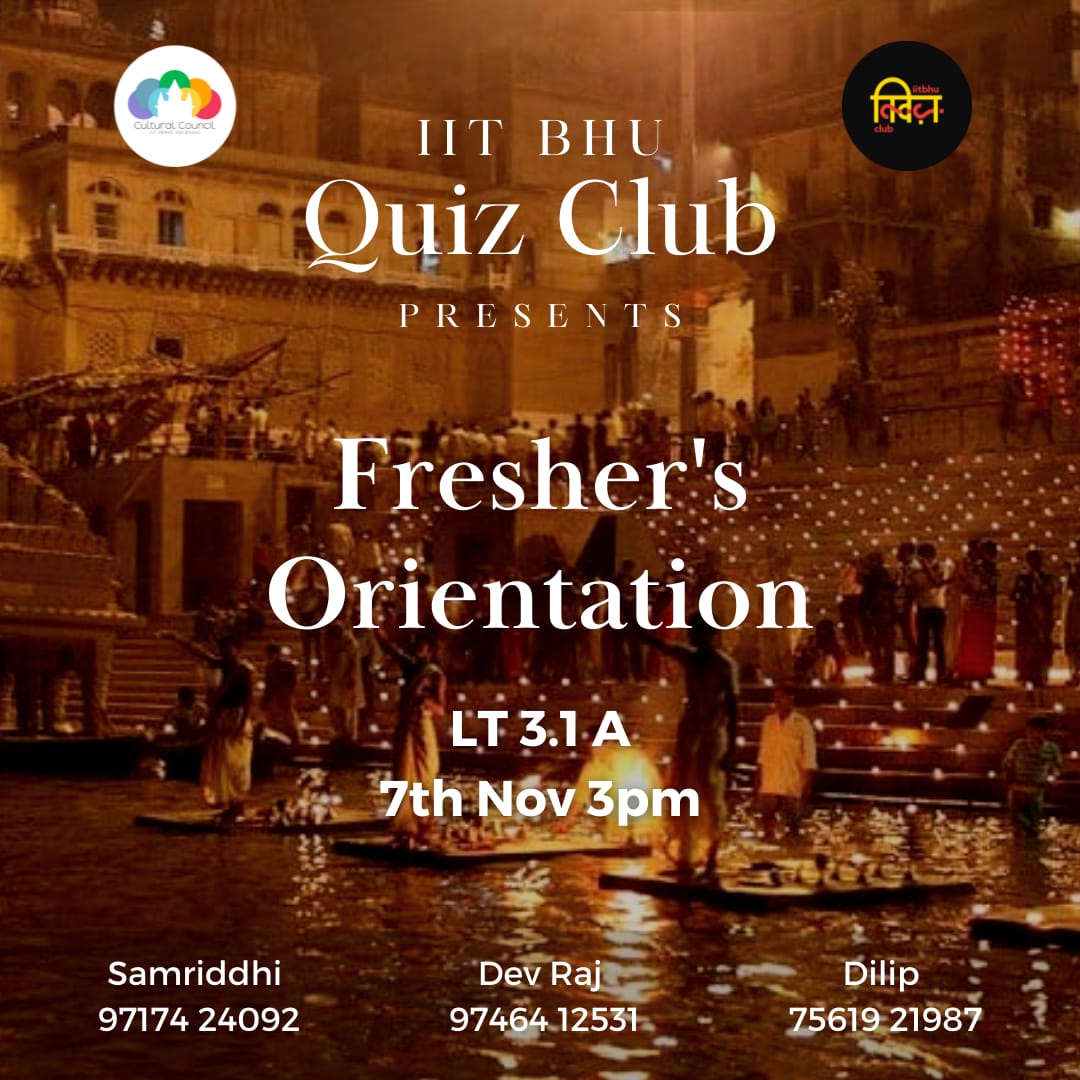 Cultural Council
iitbhu
club
IIT BHU
Quiz Club
PRESENTS
Fresher's
Orientation
LT 3.1 A
7th Nov 3pm
Samriddhi
97174 24092
Dev Raj
97464 12531
Dilip
75619 21987